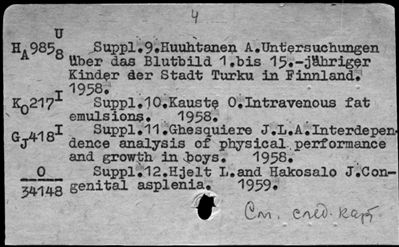 4
U
HA985 Suppl.9.Huuhtanen A.Untersuchungen
8 über das Blutbild 1.bis 15.-jähriger
Kinder der Stadt Turku in Finnland.
1958.
KO217I Suppl.10.Kauste O.Intravenous fat
emulsions. 1958.
GJ418I Suppl.11.Ghesquiere J.L.A.Interdepen-
dence analysis of physical performance
and growth in boys. 1958.
0 Suppl.12.Hjelt L.and Hakosalo J.Con-
34148 genital asplenia. 1959.
См. след. карт.